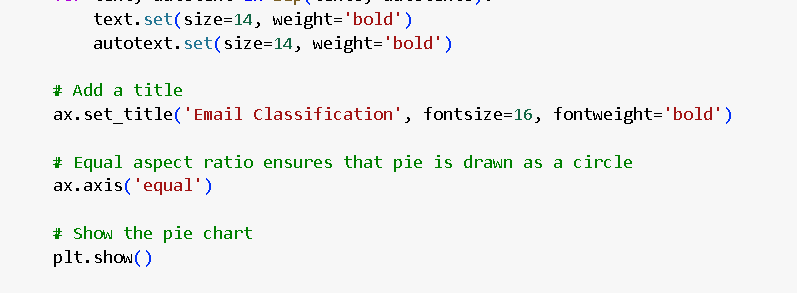 text.set(size=14, weight='bold')
autotext.set(size=14, weight='bold')
# Add a title
ax.set_title('Email Classification', fontsize=16, fontweight='bold')
# Equal aspect ratio ensures that pie is drawn as a circle
ax.axis('equal')
# Show the pie chart
plt.show()